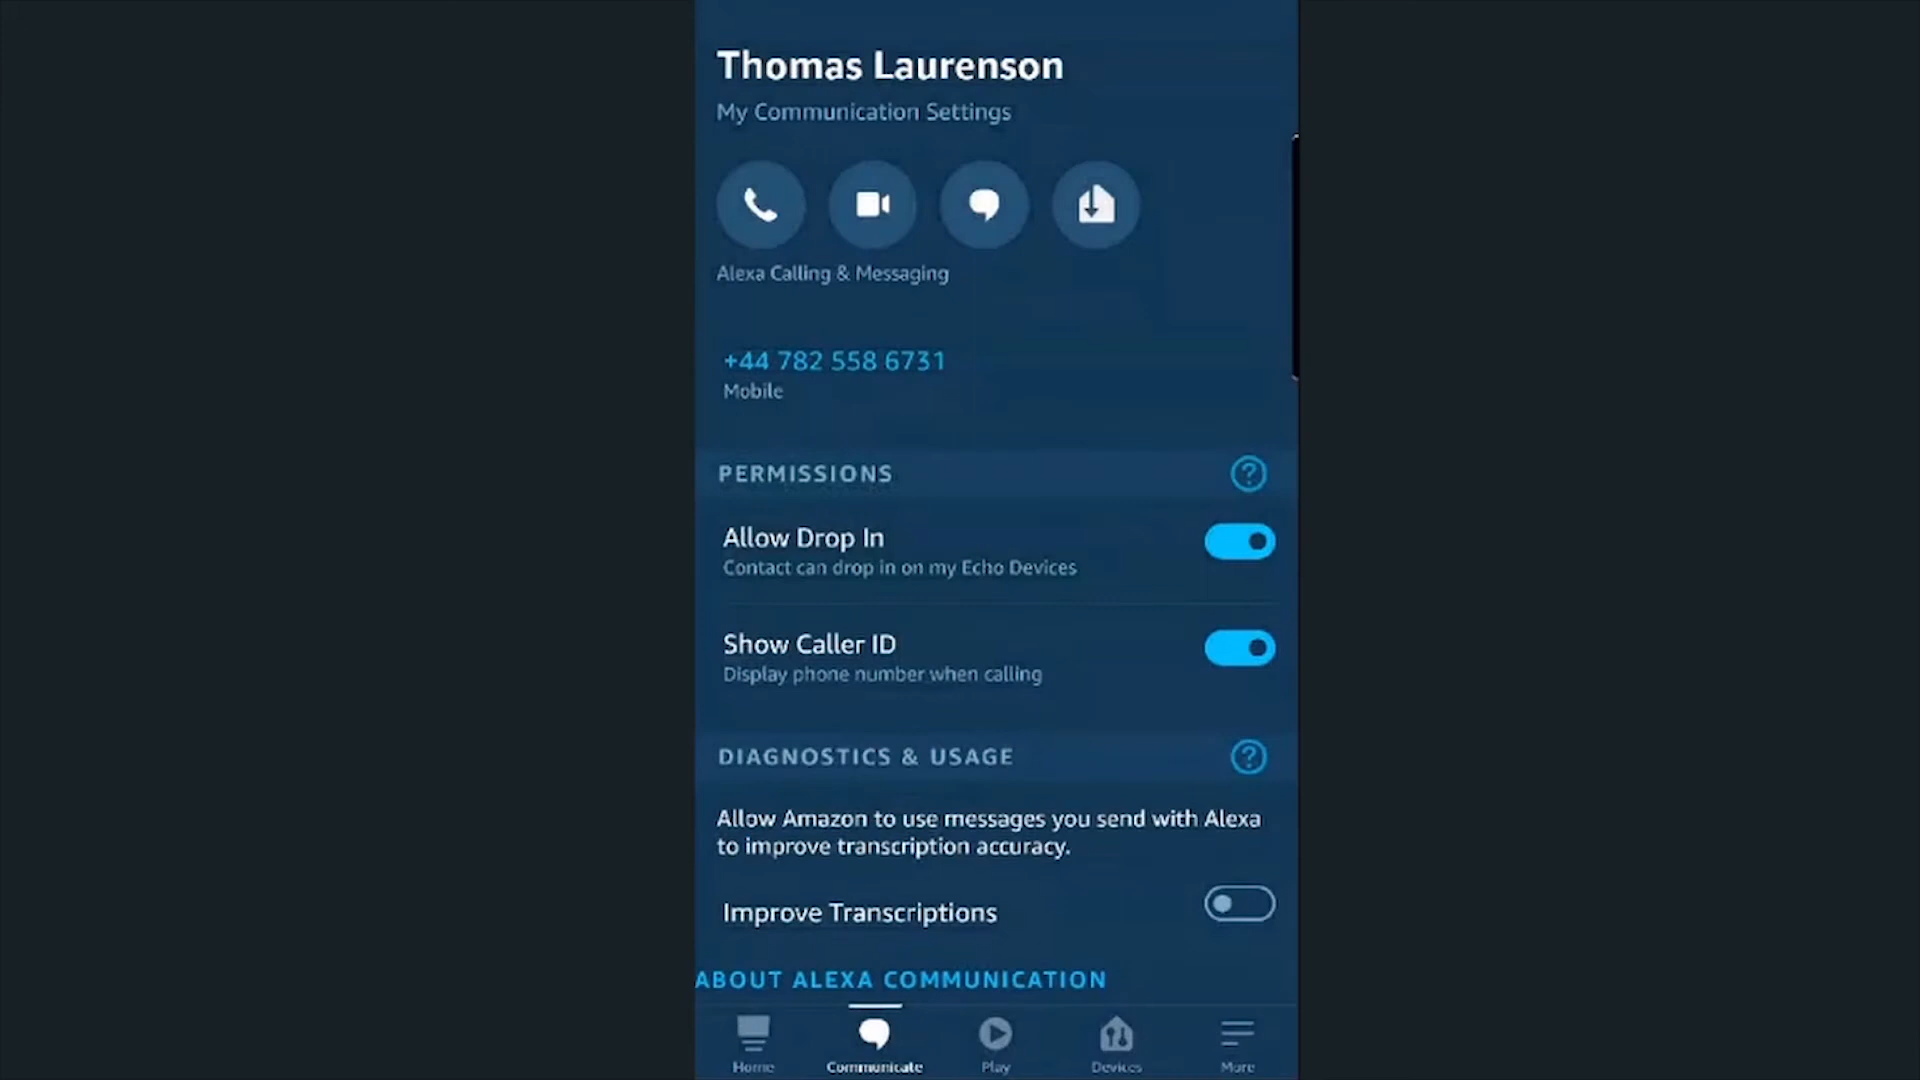 Thomas Laurenson
My Communication Settings
Alexa Calling & Messaging
+44 782 558 6731
Mobile
PERMISSIONS
Allow Drop In
Contact can drop in on my Echo Devices
Show Caller ID
Display phone number when calling
DIAGNOSTICS & USAGE
Allow Amazon to use messages you send with Alexa
to improve transcription accuracy.
Improve Transcriptions
ABOUT ALEXA COMMUNICATION
Home Communicate Play Devices More